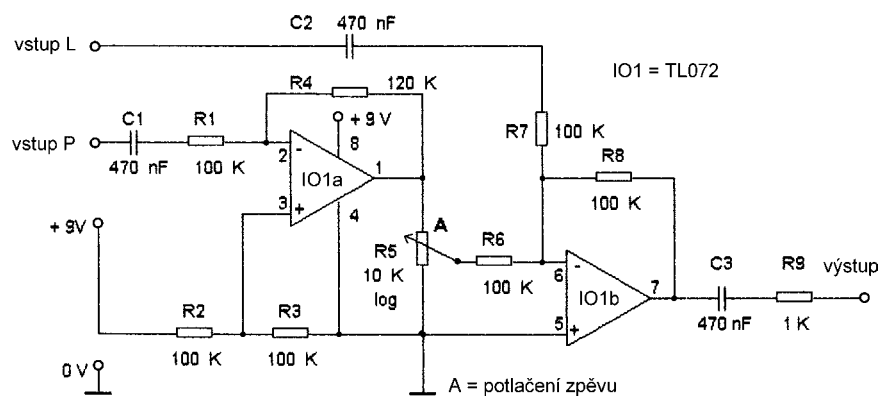 C2 470 nF
vstup L
IO1 = TL072
R4 120 K
+9V
C1 R1
8
R7 100 K
vstup P
2 - 1
R8
470 nF 100 K
IO1a
100 K
3 + 4
A
+9V
R5 R6
10 K 100 K
log
6 - 7
C3 R9
výstup
IO1b
R2 R3
5 +
470 nF 1 K
100 K 100 K
0 V
A = potlačení zpěvu